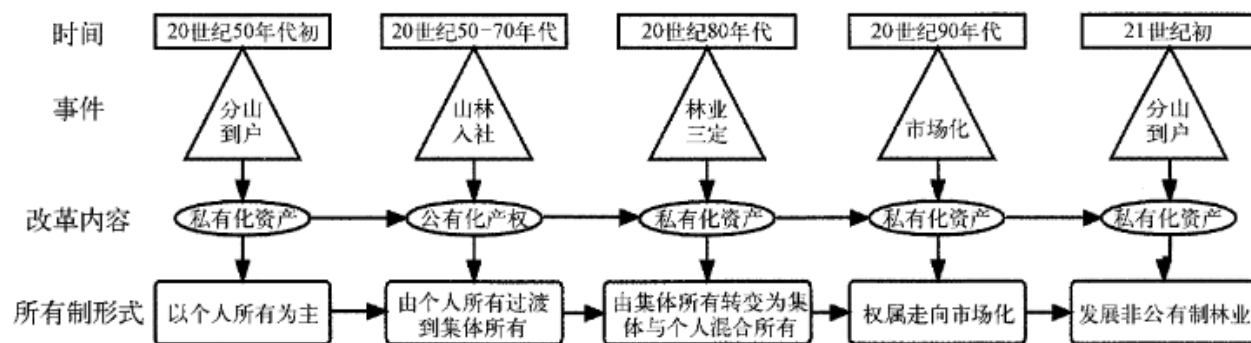 时间 20世纪50年代初 20世纪50-70年代 20世纪80年代 20世纪90年代 21世纪初
事件 分山 山林 林业 市场化 分山
到户 入社 三定 到户
改革内容 私有化资产 公有化产权 私有化资产 私有化资产 私有化资产
所有制形式 以个人所有为主 由个人所有过渡 由集体所有转变为集 权属走向市场化 发展非公有制林业
到集体所有 体与个人混合所有